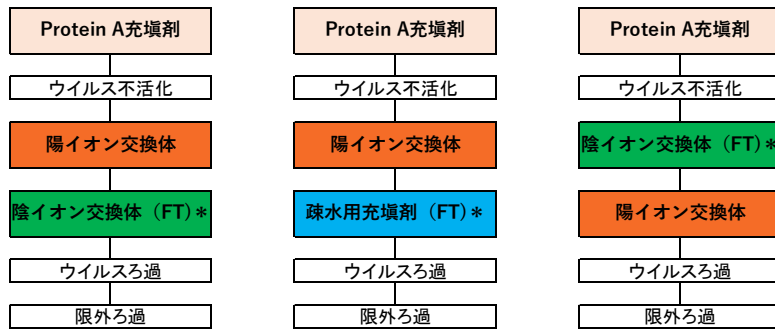 Protein A充塡剤
ウイルス不活化
陽イオン交換体
陰イオン交換体（FT）＊
ウイルスろ過
限外ろ過
Protein A充塡剤
ウイルス不活化
陽イオン交換体
疎水用充塡剤（FT）＊
ウイルスろ過
限外ろ過
Protein A充塡剤
ウイルス不活化
陰イオン交換体（FT）＊
陽イオン交換体
ウイルスろ過
限外ろ過